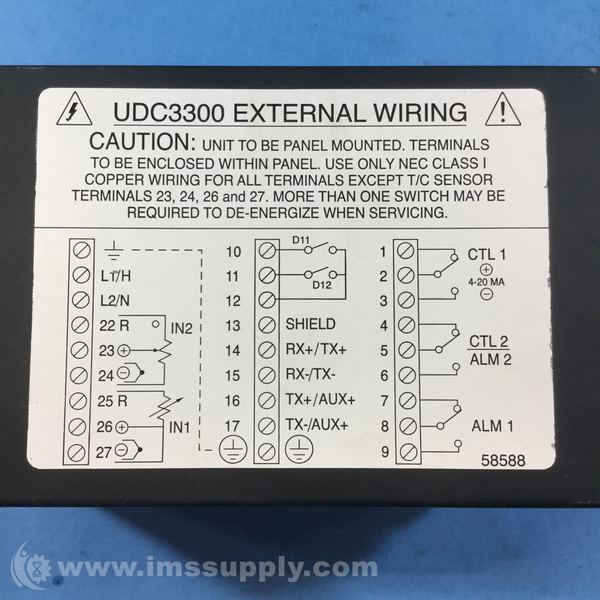 UDC3300 EXTERNAL WIRING
CAUTION: UNIT TO BE PANEL MOUNTED. TERMINALS
TO BE ENCLOSED WITHIN PANEL. USE ONLY NEC CLASS I
COPPER WIRING FOR ALL TERMINALS EXCEPT T/C SENSOR
TERMINALS 23, 24, 26 and 27. MORE THAN ONE SWITCH MAY BE
REQUIRED TO DE-ENERGIZE WHEN SERVICING.
L1/H
L2/N
22 R IN2
23 +
24 -
25 R
26 + IN1
27 -
10 D11
11
12 D12
13 SHIELD
14 RX+/TX+
15 RX-/TX-
16 TX+/AUX+
17 TX-/AUX+
1 CTL 1
2 +
4-20 MA
3 -
4
5 CTL 2
ALM 2
6
7
8 ALM 1
9
58588
www.imssupply.com